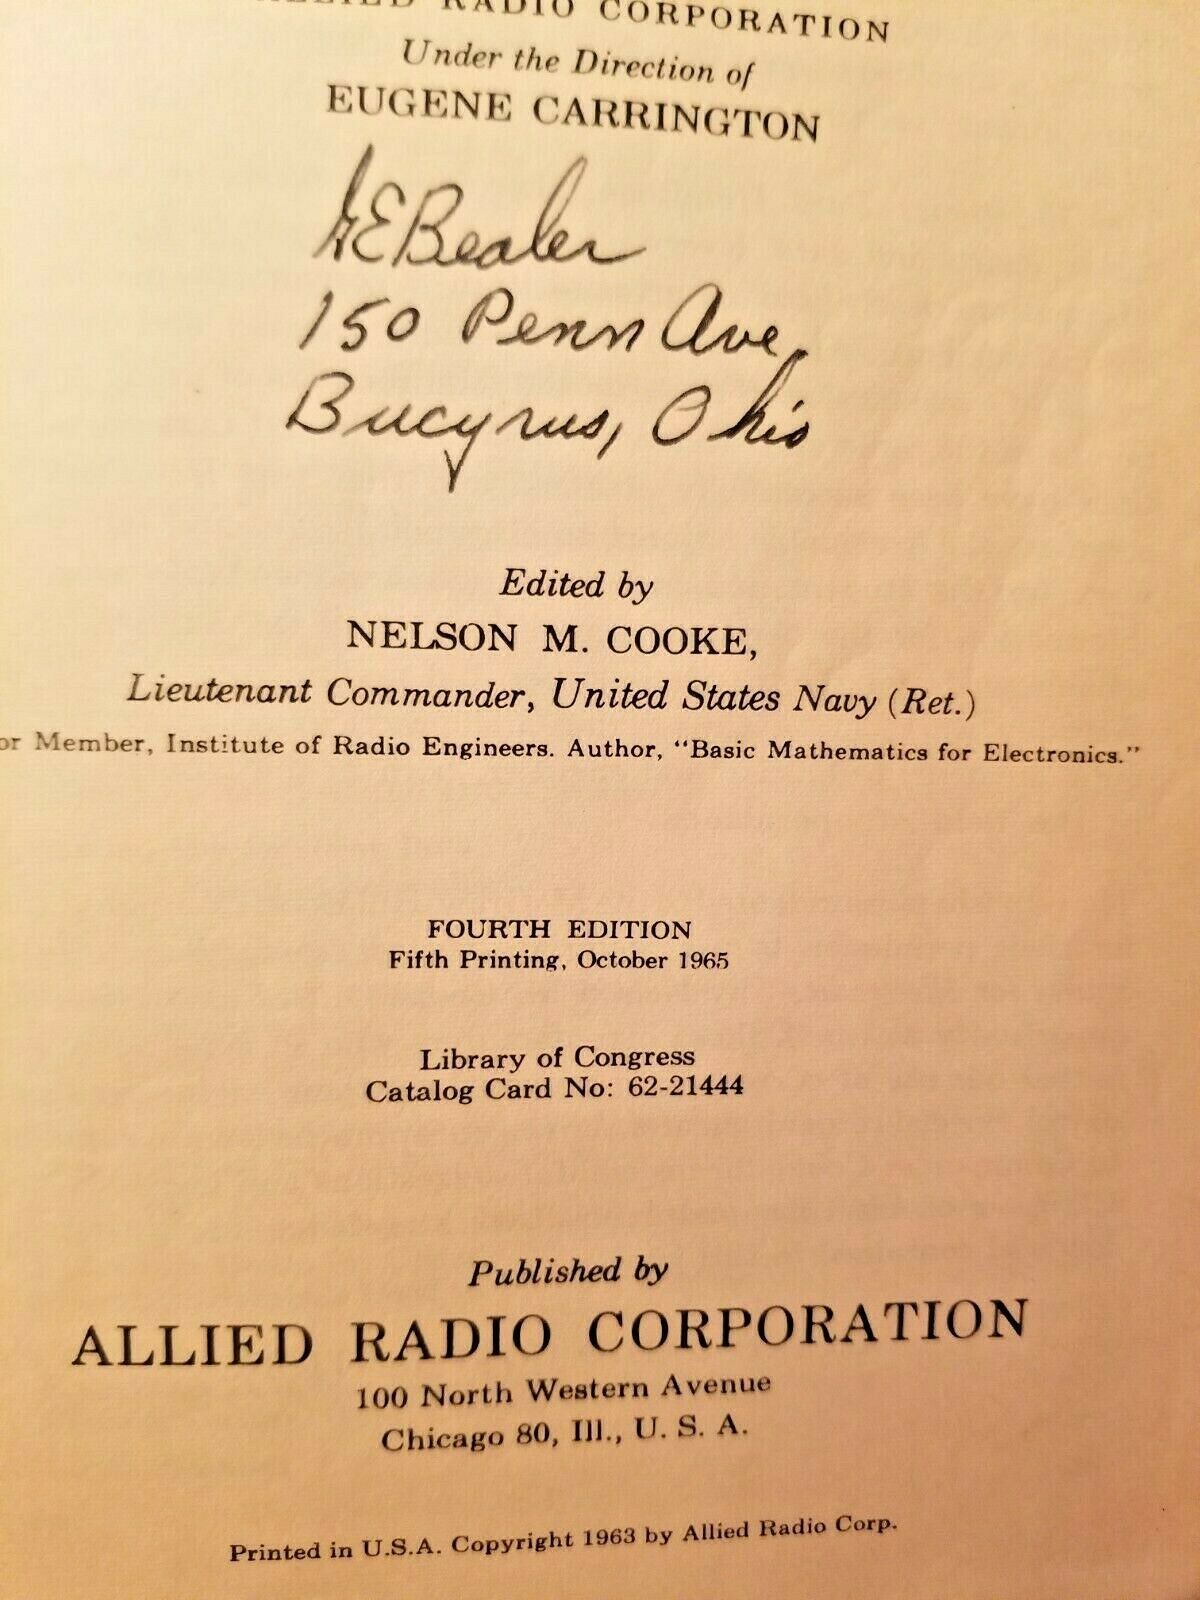 ALLIED RADIO CORPORATION
Under the Direction of
EUGENE CARRINGTON
Bealer
150 Penn Ave.
Bucyrus, Ohio
Edited by
NELSON M. COOKE,
Lieutenant Commander, United States Navy (Ret.)
or Member, Institute of Radio Engineers. Author, "Basic Mathematics for Electronics."
FOURTH EDITION
Fifth Printing, October 1965
Library of Congress
Catalog Card No: 62-21444
Published by
ALLIED RADIO CORPORATION
100 North Western Avenue
Chicago 80, Ill., U. S. A.
Printed in U.S.A. Copyright 1963 by Allied Radio Corp.